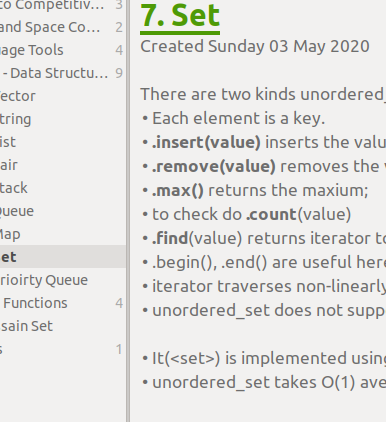 to Competitiv… 3
and Space Co… 2
age Tools 4
- Data Structu… 9
ector
tring
ist
air
tack
Queue
Map
et
rioirty Queue
Functions 4
sain Set
s 1
7. Set
Created Sunday 03 May 2020
There are two kinds unordered_
• Each element is a key.
• .insert(value) inserts the valu
• .remove(value) removes the v
• .max() returns the maxium;
• to check do .count(value)
• .find(value) returns iterator to
• .begin(), .end() are useful here
• iterator traverses non-linearly
• unordered_set does not supp
• It(<set>) is implemented using
• unordered_set takes O(1) ave